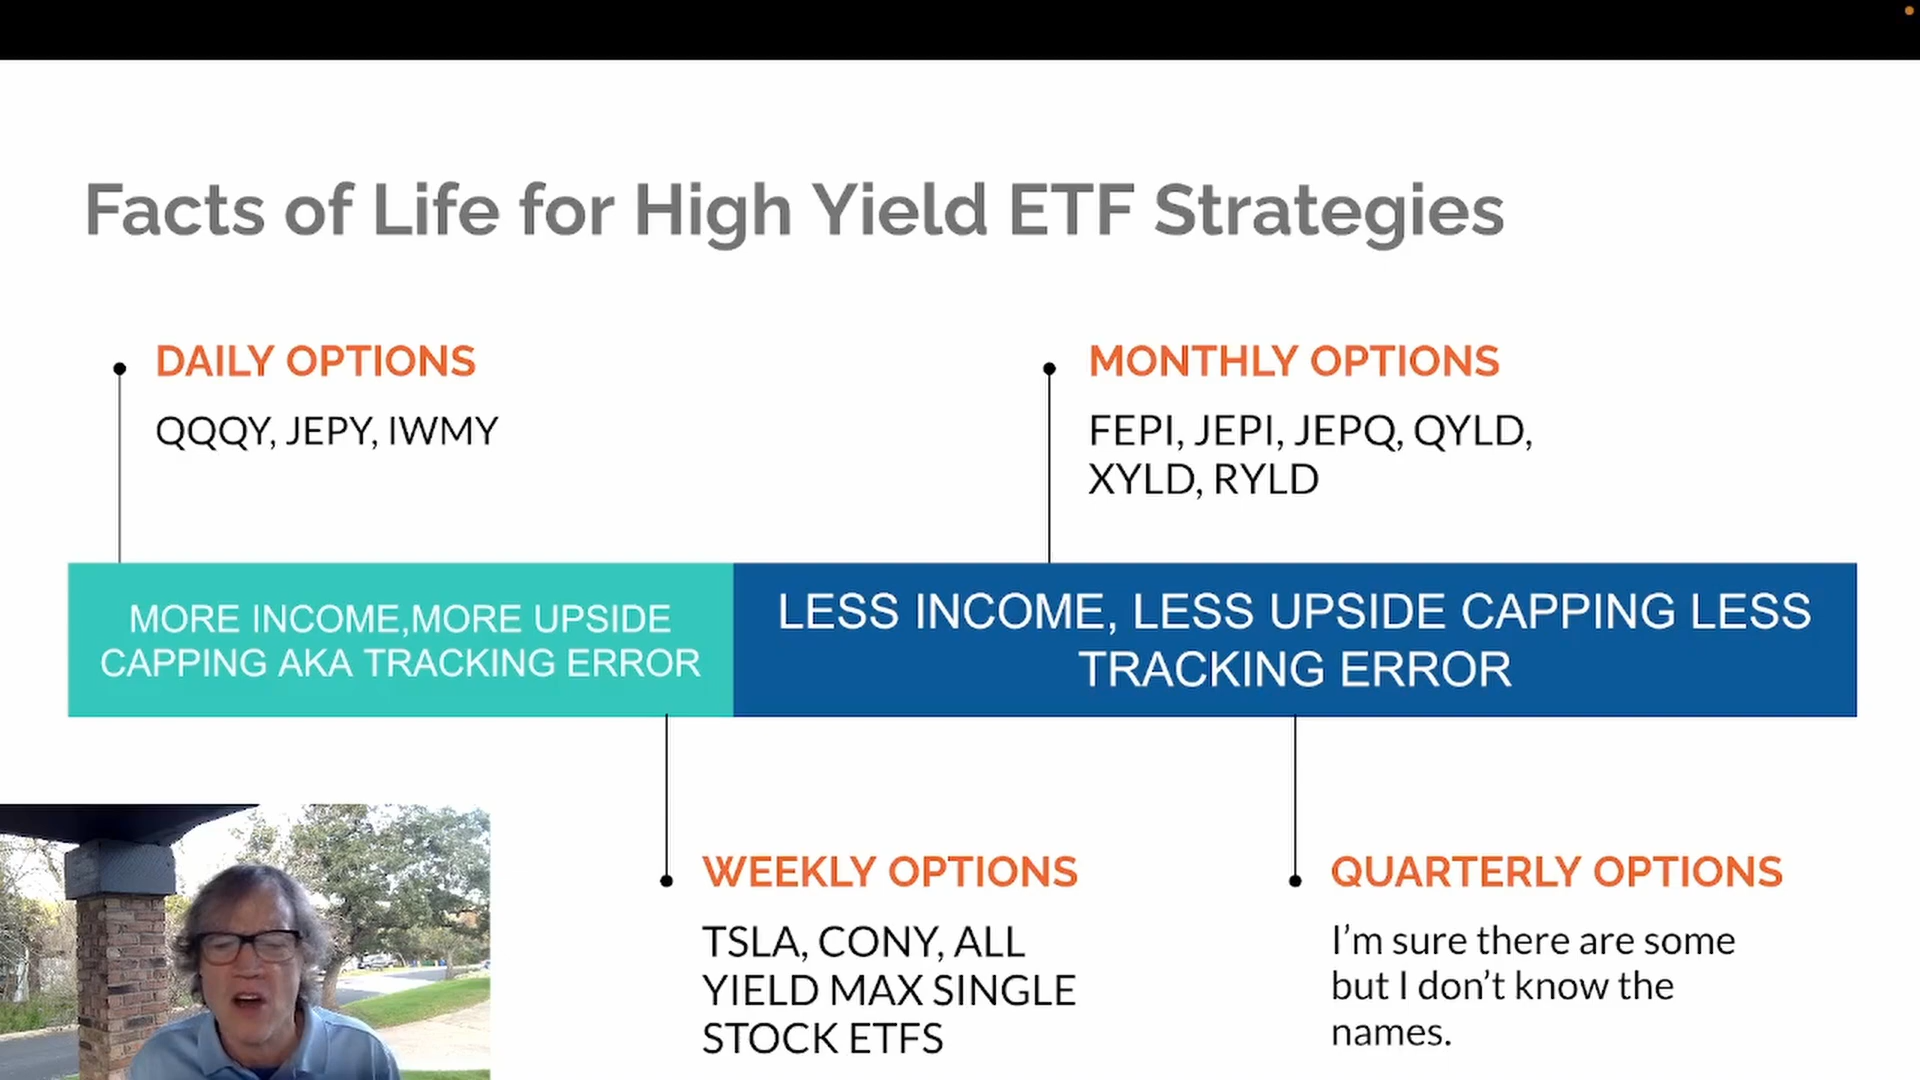 Facts of Life for High Yield ETF Strategies
DAILY OPTIONS
QQQY, JEPY, IWMY
MONTHLY OPTIONS
FEPI, JEPI, JEPQ, QYLD,
XYLD, RYLD
MORE INCOME,MORE UPSIDE
CAPPING AKA TRACKING ERROR
LESS INCOME, LESS UPSIDE CAPPING LESS
TRACKING ERROR
WEEKLY OPTIONS
TSLA, CONY, ALL
YIELD MAX SINGLE
STOCK ETFS
QUARTERLY OPTIONS
I’m sure there are some
but I don’t know the
names.